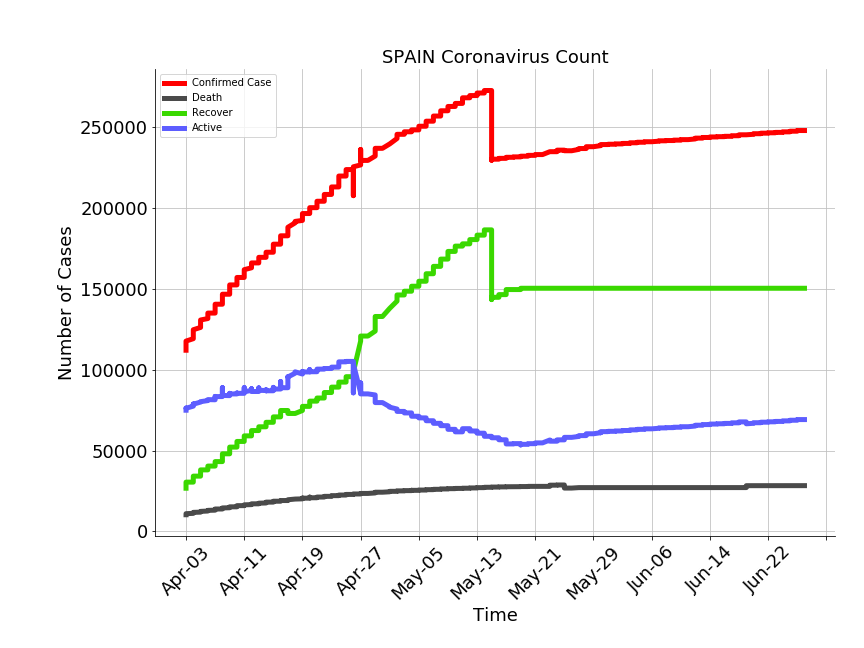 SPAIN Coronavirus Count
Confirmed Case
Death
Recover
Active
250000
200000
150000
100000
50000
0
Number of Cases
Apr-03
Apr-11
Apr-19
Apr-27
May-05
May-13
May-21
May-29
Jun-06
Jun-14
Jun-22
Time